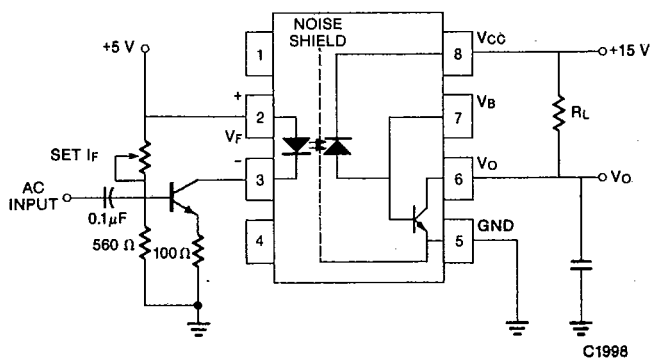 NOISE
SHIELD
+5 V
1
8
VCC
+15 V
+
2
VF
7
VB
RL
SET IF
−
3
6
VO
VO
AC
INPUT
0.1µF
4
5
GND
560 Ω
100 Ω
C1998